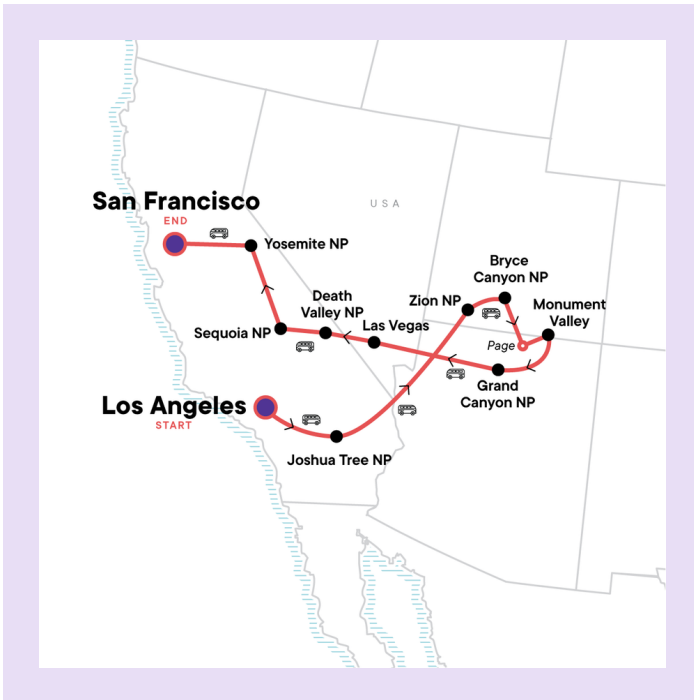 San Francisco
END
USA
Yosemite NP
Bryce
Canyon NP
Zion NP
Monument
Valley
Death
Valley NP
Las Vegas
Sequoia NP
Page
Grand
Canyon NP
Los Angeles
START
Joshua Tree NP